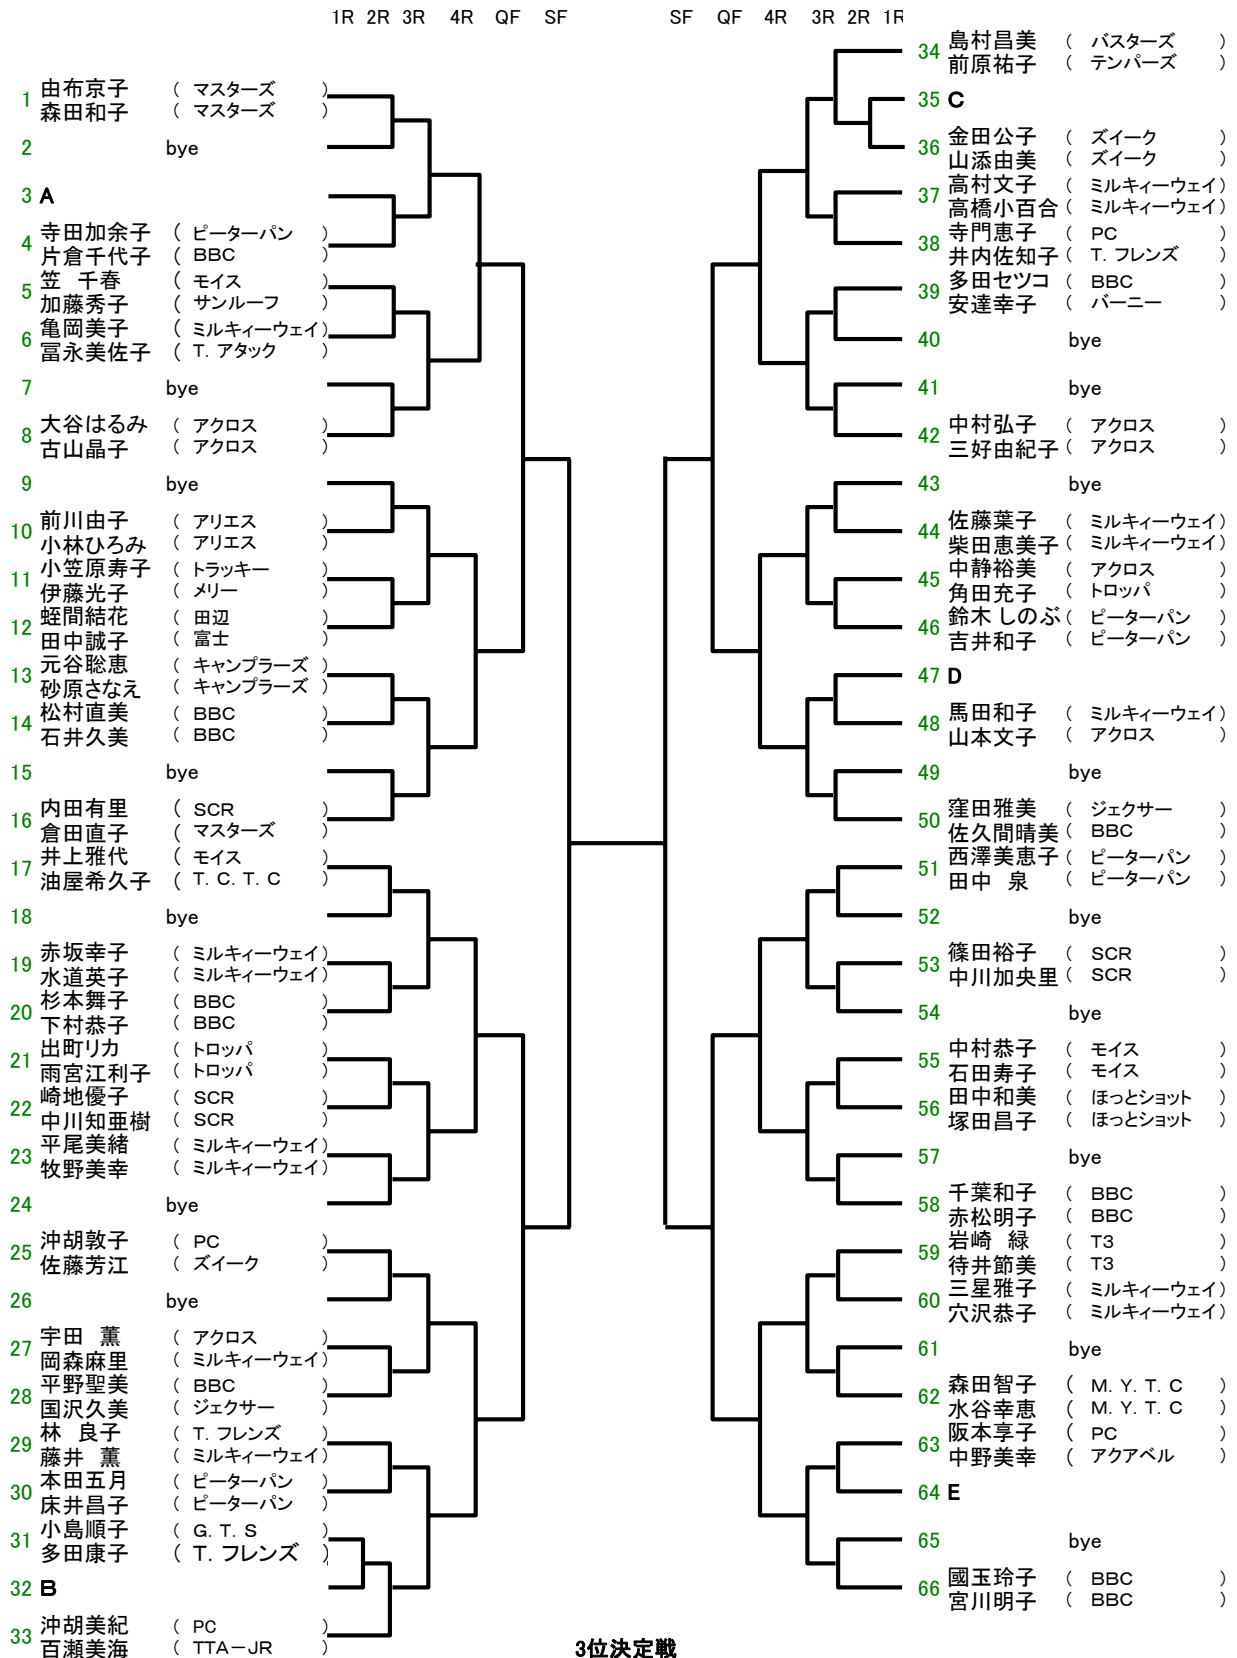 1R 2R 3R 4R QF SF
1 由布京子 ( マスターズ )
森田和子 ( マスターズ )
2 bye
3 A
4 寺田加余子 ( ピーターパン )
片倉千代子 ( BBC )
5 笠 千春 ( モイス )
加藤秀子 ( サンルーフ )
6 亀岡美子 ( ミルキィーウェイ )
冨永美佐子 ( T．アタック )
7 bye
8 大谷はるみ ( アクロス )
古山晶子 ( アクロス )
9 bye
10 前川由子 ( アリエス )
小林ひろみ ( アリエス )
11 小笠原寿子 ( トラッキー )
伊藤光子 ( メリー )
12 蛭間結花 ( 田辺 )
田中誠子 ( 富士 )
13 元谷聡恵 ( キャンプラーズ )
砂原さなえ ( キャンプラーズ )
14 松村直美 ( BBC )
石井久美 ( BBC )
15 bye
16 内田有里 ( SCR )
倉田直子 ( マスターズ )
17 井上雅代 ( モイス )
油屋希久子 ( T．C．T．C )
18 bye
19 赤坂幸子 ( ミルキィーウェイ )
水道英子 ( ミルキィーウェイ )
20 杉本舞子 ( BBC )
下村恭子 ( BBC )
21 出町リカ ( トロッパ )
雨宮江利子 ( トロッパ )
22 崎地優子 ( SCR )
中川知亜樹 ( SCR )
23 平尾美緒 ( ミルキィーウェイ )
牧野美幸 ( ミルキィーウェイ )
24 bye
25 沖胡敦子 ( PC )
佐藤芳江 ( ズイーク )
26 bye
27 宇田 薫 ( アクロス )
岡森麻里 ( ミルキィーウェイ )
28 平野聖美 ( BBC )
国沢久美 ( ジェクサー )
29 林 良子 ( T．フレンズ )
藤井 薫 ( ミルキィーウェイ )
30 本田五月 ( ピーターパン )
床井昌子 ( ピーターパン )
31 小島順子 ( G．T．S )
多田康子 ( T．フレンズ )
32 B
33 沖胡美紀 ( PC )
百瀬美海 ( TTA－JR )
SF QF 4R 3R 2R 1R
34 島村昌美 ( バスターズ )
前原祐子 ( テンパーズ )
35 C
36 金田公子 ( ズイーク )
山添由美 ( ズイーク )
37 高村文子 ( ミルキィーウェイ )
高橋小百合 ( ミルキィーウェイ )
38 寺門恵子 ( PC )
井内佐知子 ( T．フレンズ )
39 多田セツコ ( BBC )
安達幸子 ( バーニー )
40 bye
41 bye
42 中村弘子 ( アクロス )
三好由紀子 ( アクロス )
43 bye
44 佐藤葉子 ( ミルキィーウェイ )
柴田恵美子 ( ミルキィーウェイ )
45 中静裕美 ( アクロス )
角田充子 ( トロッパ )
46 鈴木しのぶ ( ピーターパン )
吉井和子 ( ピーターパン )
47 D
48 馬田和子 ( ミルキィーウェイ )
山本文子 ( アクロス )
49 bye
50 窪田雅美 ( ジェクサー )
佐久間晴美 ( BBC )
51 西澤美恵子 ( ピーターパン )
田中 泉 ( ピーターパン )
52 bye
53 篠田裕子 ( SCR )
中川加央里 ( SCR )
54 bye
55 中村恭子 ( モイス )
石田寿子 ( モイス )
56 田中和美 ( ほっとショット )
塚田昌子 ( ほっとショット )
57 bye
58 千葉和子 ( BBC )
赤松明子 ( BBC )
59 岩崎 緑 ( T3 )
待井節美 ( T3 )
60 三星雅子 ( ミルキィーウェイ )
穴沢恭子 ( ミルキィーウェイ )
61 bye
62 森田智子 ( M．Y．T．C )
水谷幸恵 ( M．Y．T．C )
63 阪本享子 ( PC )
中野美幸 ( アクアベル )
64 E
65 bye
66 國玉玲子 ( BBC )
宮川明子 ( BBC )
3位決定戦